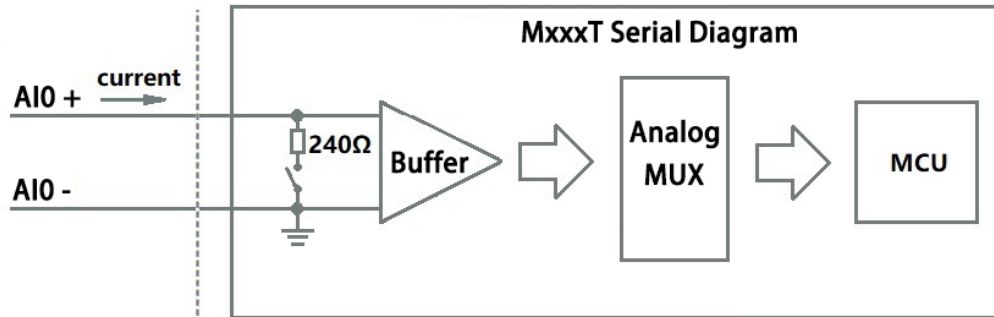 MxxxT Serial Diagram
current
AI0 +
240Ω
Buffer
Analog
MUX
MCU
AI0 -